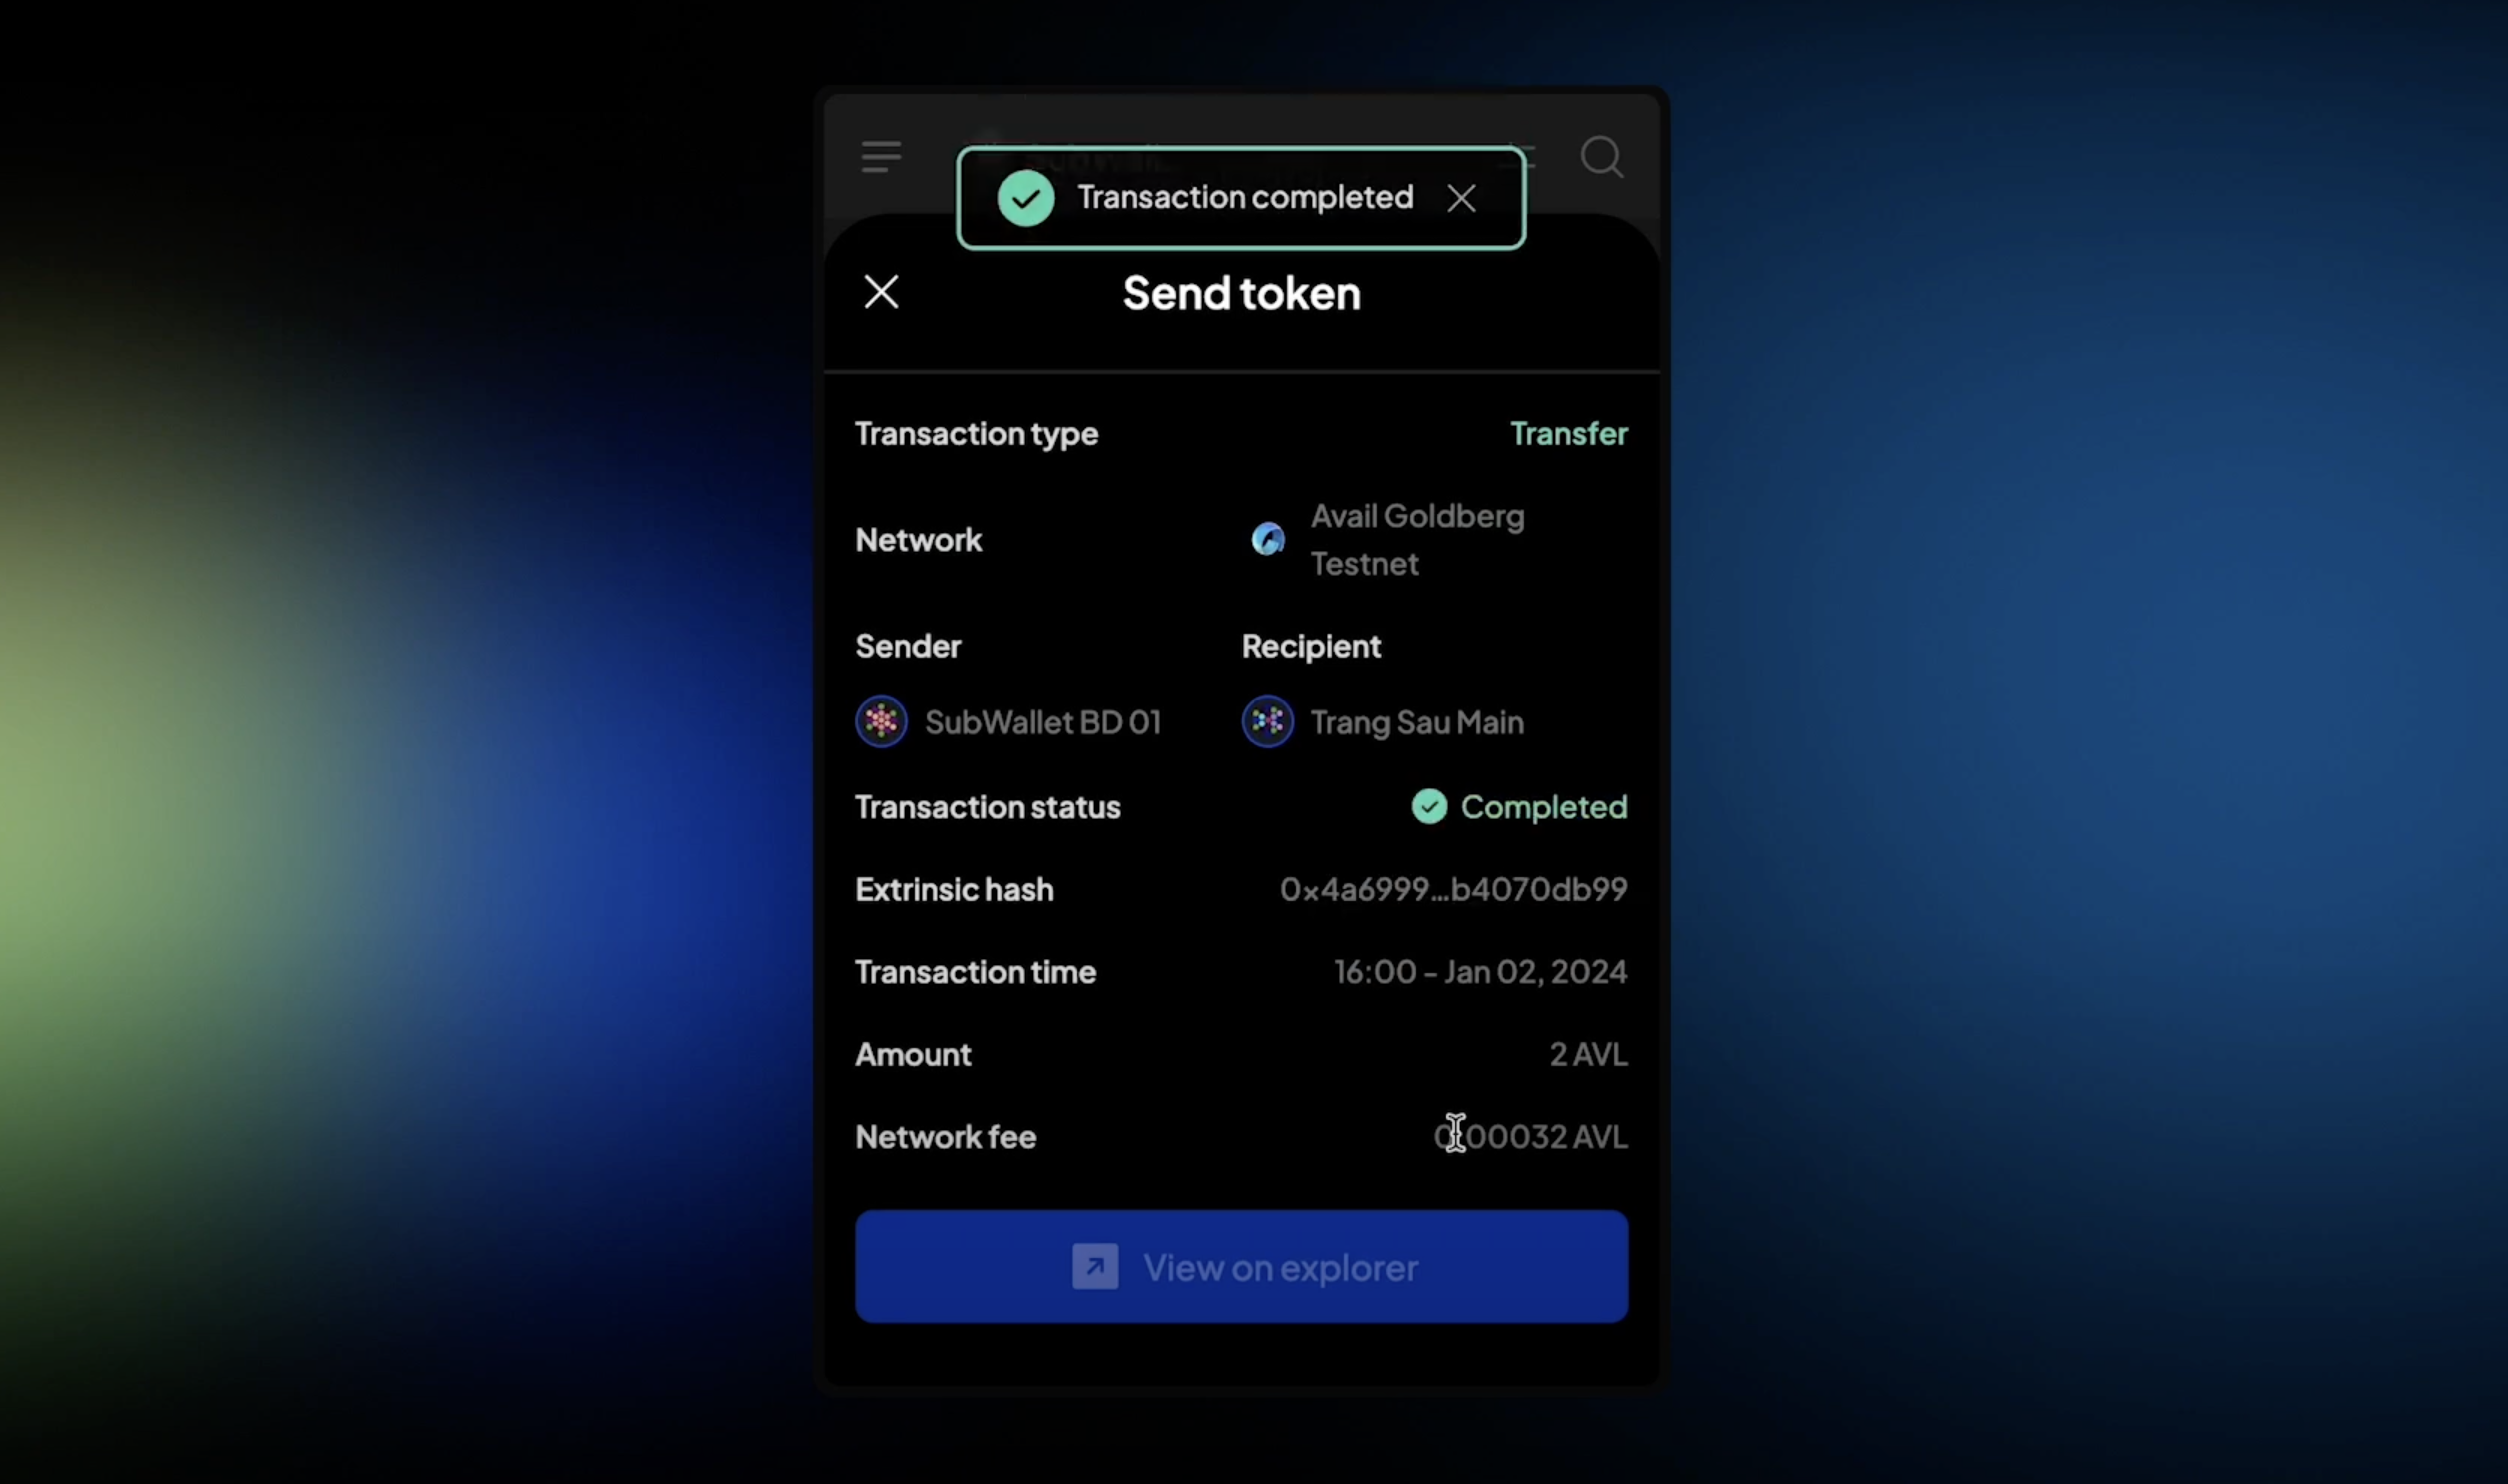 Transaction completed
Send token
Transaction type Transfer
Network Avail Goldberg
Testnet
Sender Recipient
SubWallet BD 01 Trang Sau Main
Transaction status Completed
Extrinsic hash 0x4a6999...b4070db99
Transaction time 16:00 - Jan 02, 2024
Amount 2 AVL
Network fee 0.00032 AVL
View on explorer